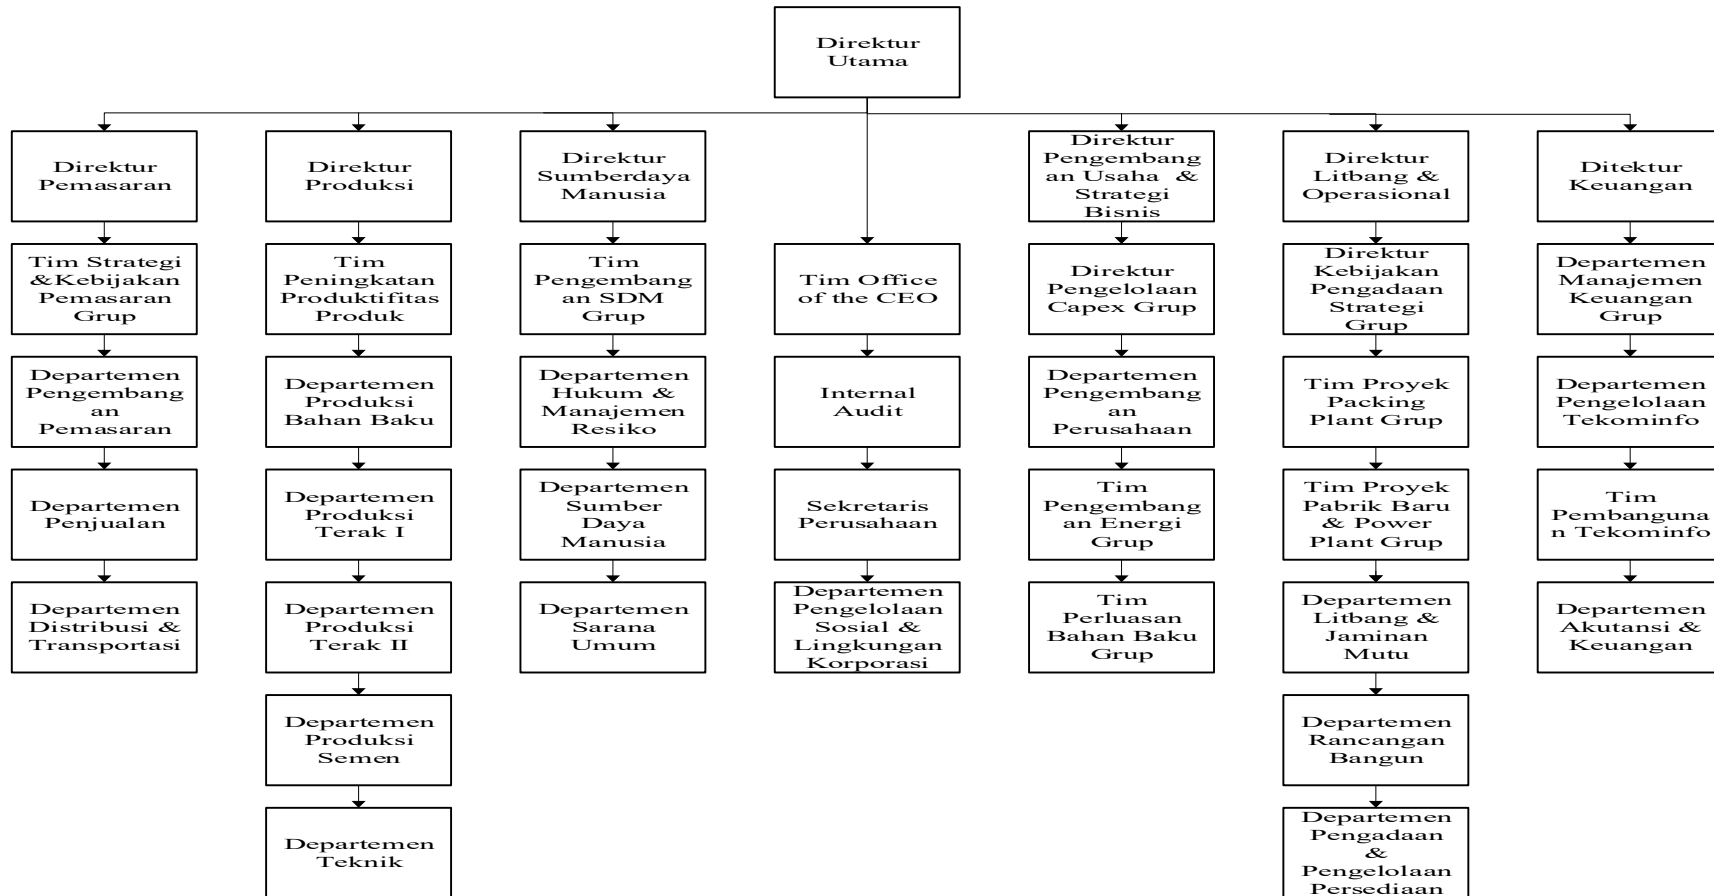 Direktur
Utama
Direktur
Pemasaran
Direktur
Produksi
Direktur
Sumberdaya
Manusia
Direktur
Pengembang
an Usaha &
Strategi
Bisnis
Direktur
Litbang &
Operasional
Ditektur
Keuangan
Tim Strategi
&Kebijakan
Pemasaran
Grup
Tim
Peningkatan
Produktifitas
Produk
Tim
Pengembang
an SDM
Grup
Tim Office
of the CEO
Direktur
Pengelolaan
Capex Grup
Direktur
Kebijakan
Pengadaan
Strategi
Grup
Departemen
Manajemen
Keuangan
Grup
Departemen
Pengembang
an
Pemasaran
Departemen
Produksi
Bahan Baku
Departemen
Hukum &
Manajemen
Resiko
Internal
Audit
Departemen
Pengembang
an
Perusahaan
Tim Proyek
Packing
Plant Grup
Departemen
Pengelolaan
Tekominfo
Departemen
Penjualan
Departemen
Produksi
Terak I
Departemen
Sumber
Daya
Manusia
Sekretaris
Perusahaan
Tim
Pengembang
an Energi
Grup
Tim Proyek
Pabrik Baru
& Power
Plant Grup
Tim
Pembanguna
n Tekominfo
Departemen
Distribusi &
Transportasi
Departemen
Produksi
Terak II
Departemen
Sarana
Umum
Departemen
Pengelolaan
Sosial &
Lingkungan
Korporasi
Tim
Perluasan
Bahan Baku
Grup
Departemen
Litbang &
Jaminan
Mutu
Departemen
Akutansi &
Keuangan
Departemen
Produksi
Semen
Departemen
Rancangan
Bangun
Departemen
Teknik
Departemen
Pengadaan
&
Pengelolaan
Persediaan